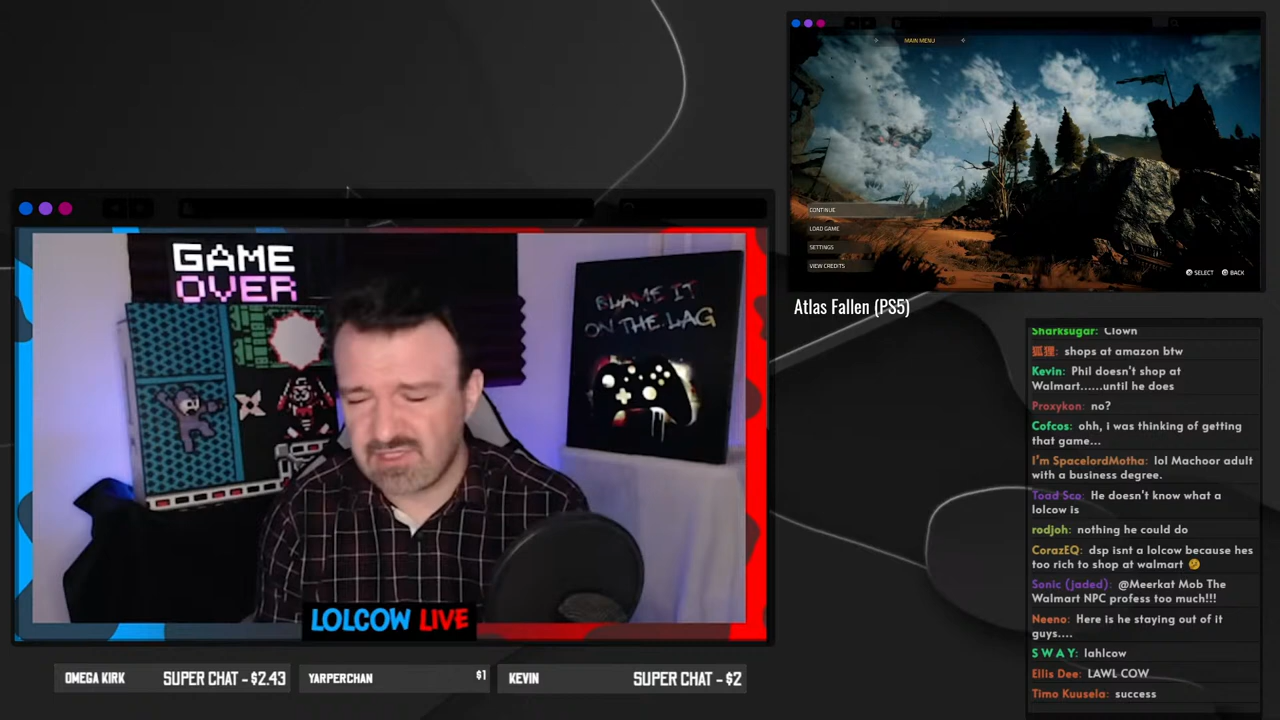 MAIN MENU
CONTINUE
LOAD GAME
SETTINGS
VIEW CREDITS
SELECT BACK
Atlas Fallen (PS5)
GAME
OVER
BLAME IT
ON THE LAG
LOLCOW LIVE
OMEGA KIRK SUPER CHAT - $2.43
YARPERCHAN $1
KEVIN SUPER CHAT - $2
Sharksugar: Clown
狐狸: shops at amazon btw
Kevin: Phil doesn't shop at
Walmart......until he does
Proxykon: no?
Cofcos: ohh, i was thinking of getting
that game...
I'm SpacelordMotha: lol Machoor adult
with a business degree.
Toad Sco: He doesn't know what a
lolcow is
rodjoh: nothing he could do
CorazEQ: dsp isnt a lolcow because hes
too rich to shop at walmart
Sonic (jaded): @Meerkat Mob The
Walmart NPC profess too much!!!
Neeno: Here is he staying out of it
guys....
S W A Y: lahlcow
Ellis Dee: LAWL COW
Timo Kuusela: success